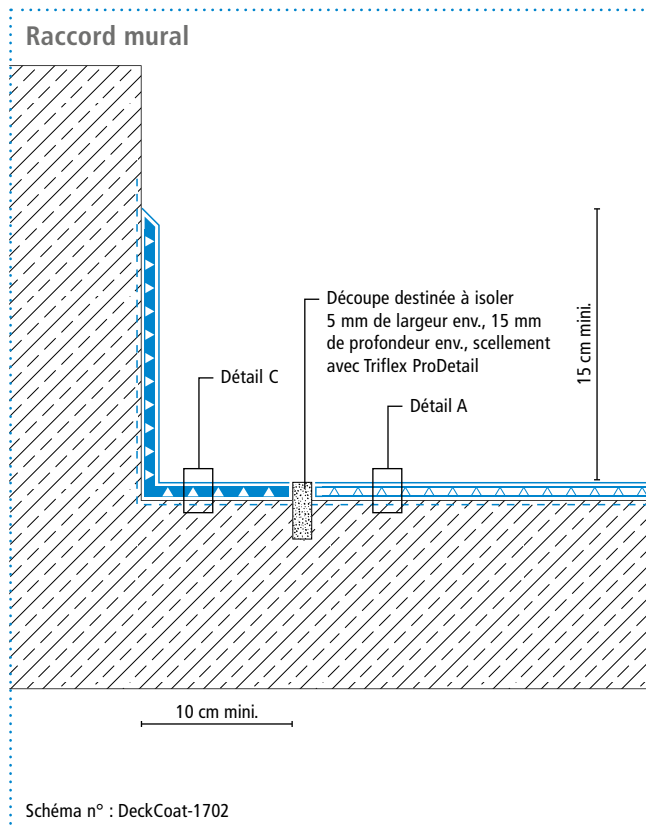 Raccord mural
Découpe destinée à isoler
5 mm de largeur env., 15 mm
de profondeur env., scellement
avec Triflex ProDetail
15 cm mini.
Détail C
Détail A
10 cm mini.
Schéma n° : DeckCoat-1702